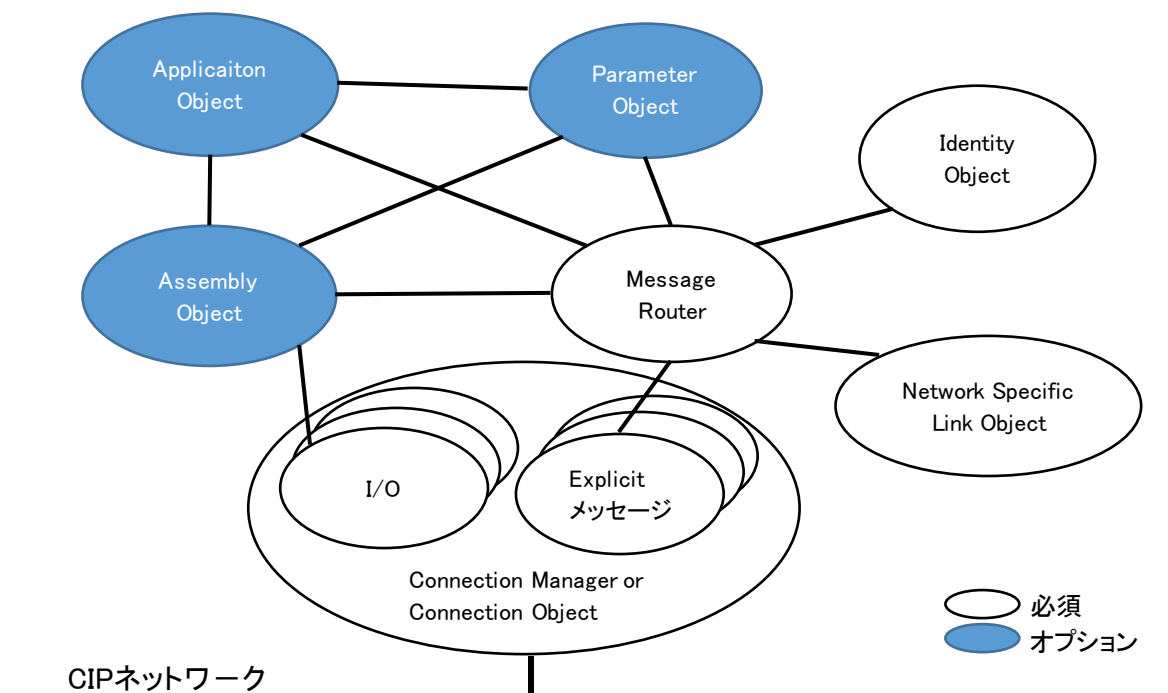 Applicaiton
Object
Parameter
Object
Identity
Object
Assembly
Object
Message
Router
Network Specific
Link Object
I/O
Explicit
メッセージ
Connection Manager or
Connection Object
必須
オプション
CIPネットワーク